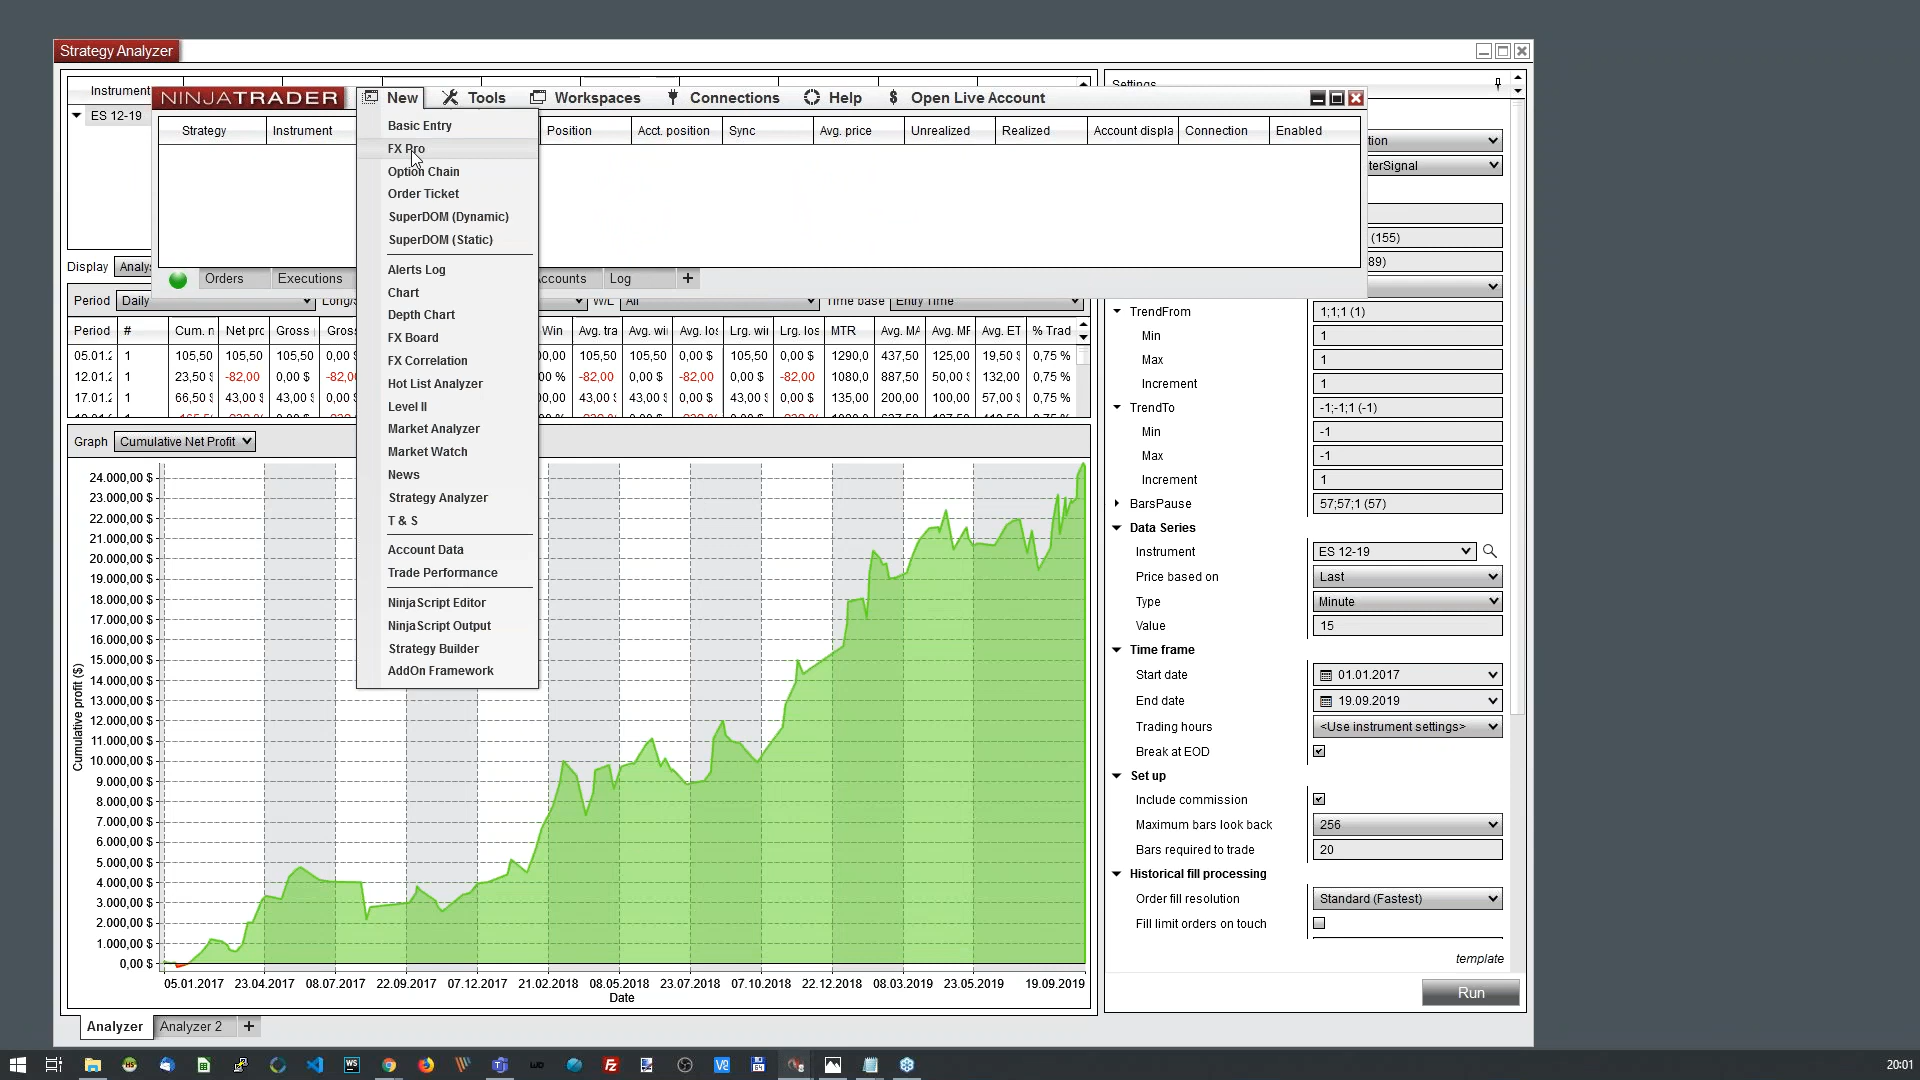 Strategy Analyzer
Instrument
Settings
NINJATRADER
New
Tools
Workspaces
Connections
Help
$
Open Live Account
ES 12-19
Strategy
Instrument
Position
Acct. position
Sync
Avg. price
Unrealized
Realized
Account displa
Connection
Enabled
Basic Entry
FX Pro
Option Chain
Order Ticket
SuperDOM (Dynamic)
SuperDOM (Static)
Alerts Log
Chart
Depth Chart
FX Board
FX Correlation
Hot List Analyzer
Level II
Market Analyzer
Market Watch
News
Strategy Analyzer
T & S
Account Data
Trade Performance
NinjaScript Editor
NinjaScript Output
Strategy Builder
AddOn Framework
Display
Orders
Executions
Log
+
Period
Daily
Entry Time
Period # Cum. n Net prc Gross Gros
Win Avg. tra Avg. wi Avg. los Lrg. wii Lrg. los MTR Avg. MA Avg. MF Avg. ET % Trad
05.01.2 1 105,50 105,50 105,50 0,00 $
00,00 105,50 105,50 0,00 $ 105,50 0,00 $ 1290,0 437,50 125,00 19,50 $ 0,75 %
12.01.2 1 23,50 $ -82,00 0,00 $ -82,0
00 % -82,00 0,00 $ -82,00 0,00 $ -82,00 1080,0 887,50 50,00 $ 132,00 0,75 %
17.01.2 1 66,50 $ 43,00 $ 43,00 $ 0,00 $
00,00 43,00 $ 43,00 $ 0,00 $ 43,00 $ 0,00 $ 135,00 200,00 100,00 57,00 $ 0,75 %
Graph
Cumulative Net Profit
24.000,00 $
23.000,00 $
22.000,00 $
21.000,00 $
20.000,00 $
19.000,00 $
18.000,00 $
17.000,00 $
16.000,00 $
15.000,00 $
14.000,00 $
13.000,00 $
12.000,00 $
11.000,00 $
10.000,00 $
9.000,00 $
8.000,00 $
7.000,00 $
6.000,00 $
5.000,00 $
4.000,00 $
3.000,00 $
2.000,00 $
1.000,00 $
0,00 $
Cumulative profit ($)
05.01.2017 23.04.2017 08.07.2017 22.09.2017 07.12.2017 21.02.2018 08.05.2018 23.07.2018 07.10.2018 22.12.2018 08.03.2019 23.05.2019 19.09.2019
Date
Analyzer
Analyzer 2
+
tion
terSignal
(155)
89)
TrendFrom 1;1;1 (1)
Min 1
Max 1
Increment 1
TrendTo -1;-1;1 (-1)
Min -1
Max -1
Increment 1
BarsPause 57;57;1 (57)
Data Series
Instrument ES 12-19
Price based on Last
Type Minute
Value 15
Time frame
Start date 01.01.2017
End date 19.09.2019
Trading hours <Use instrument settings>
Break at EOD
Set up
Include commission
Maximum bars look back 256
Bars required to trade 20
Historical fill processing
Order fill resolution Standard (Fastest)
Fill limit orders on touch
template
Run
20:01